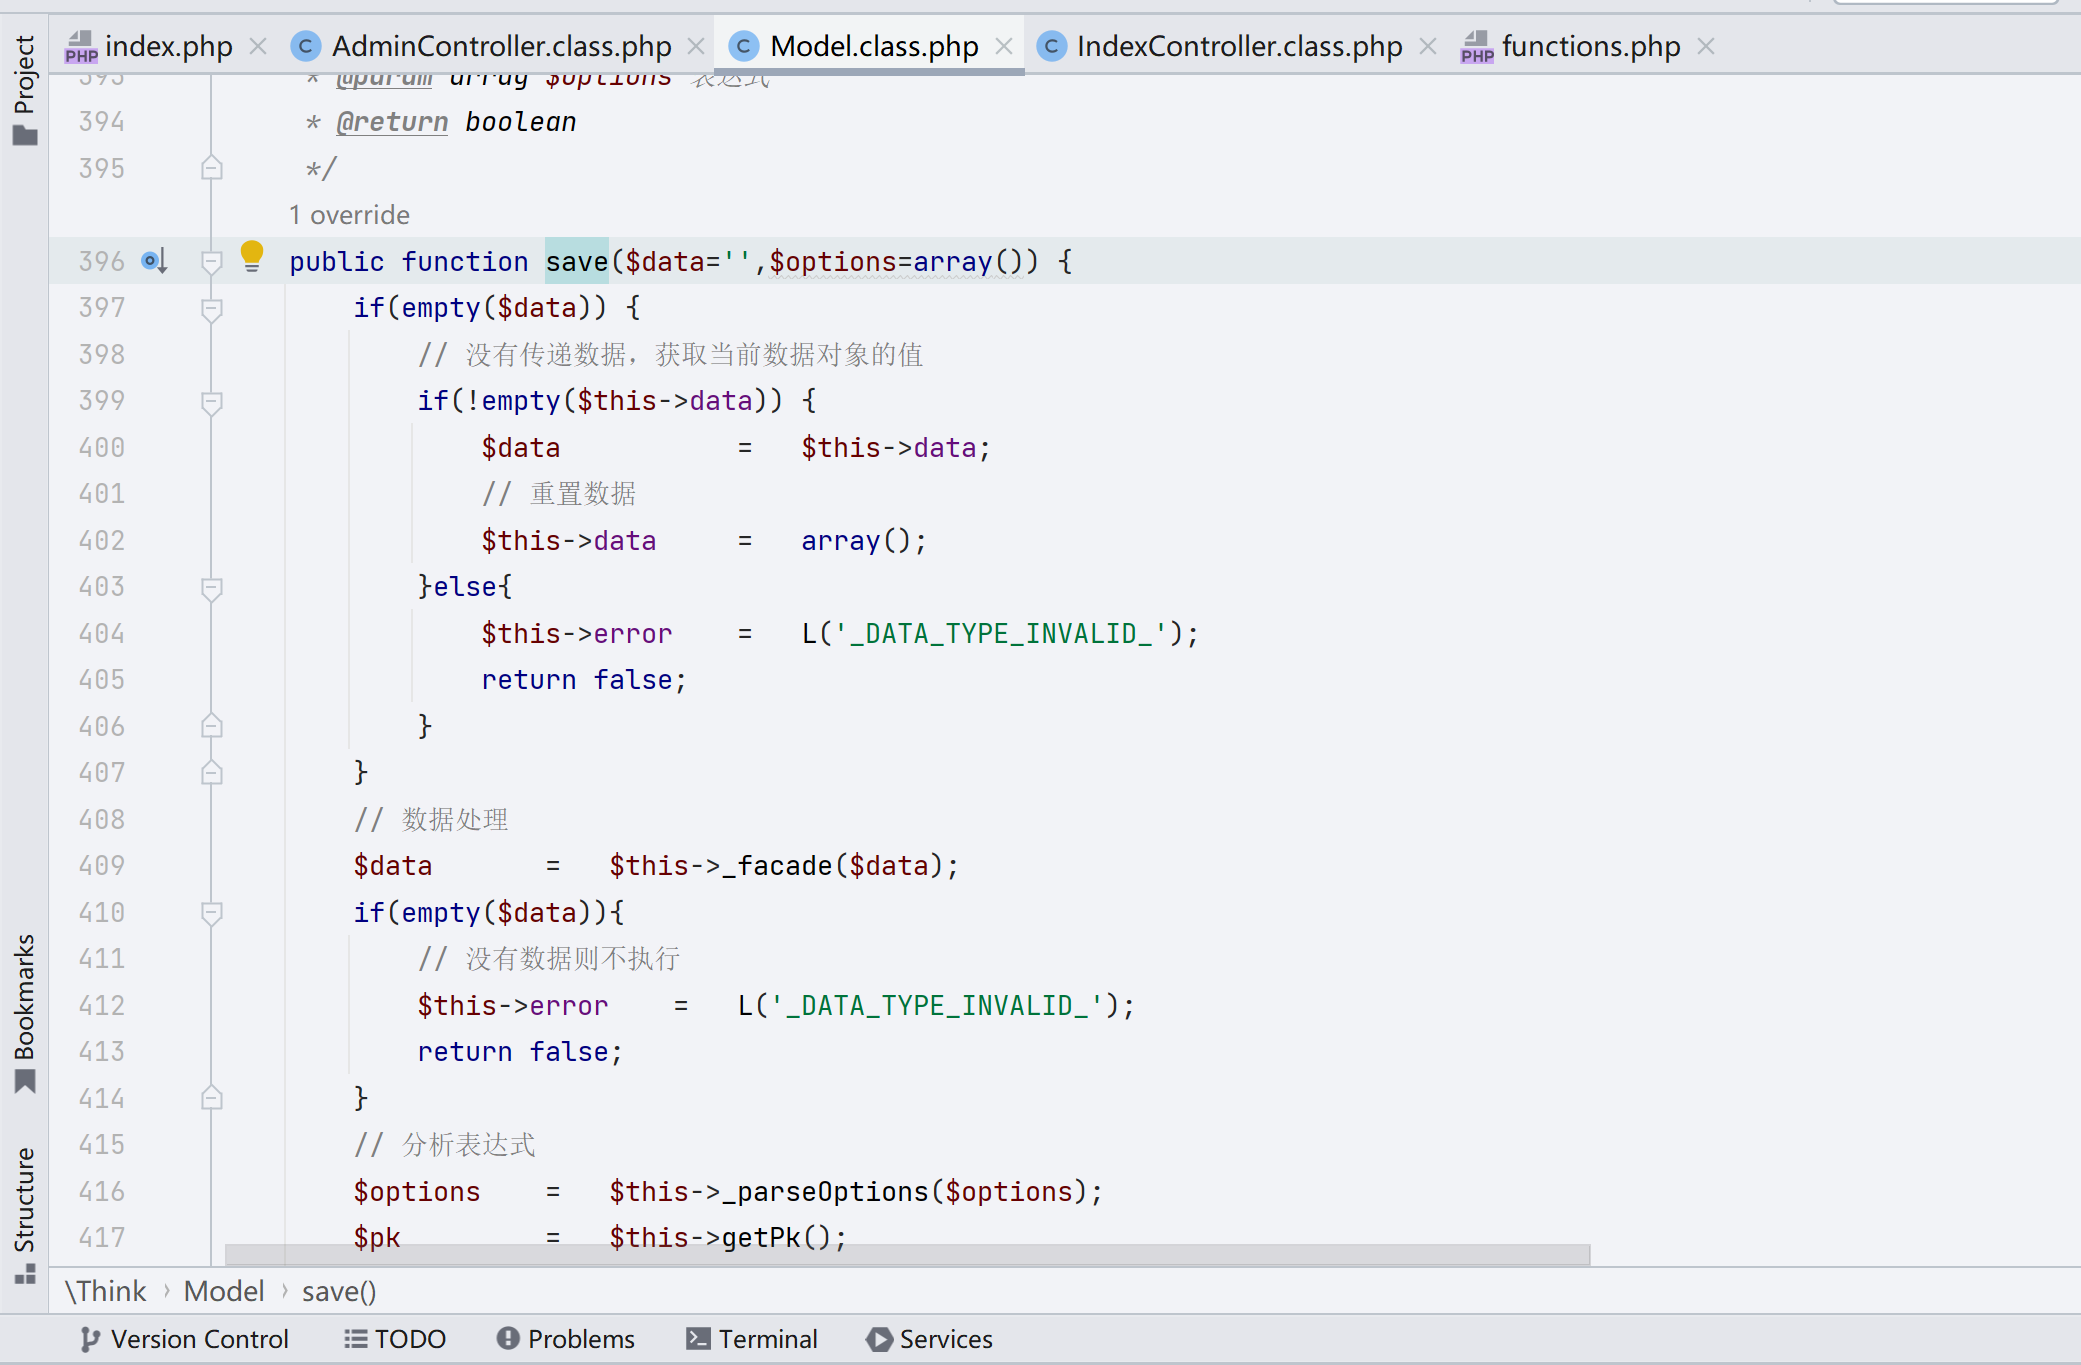 index.php AdminController.class.php Model.class.php IndexController.class.php functions.php
Project
393 * @param array $options 表达式
394 * @return boolean
395 */
1 override
396 public function save($data='',$options=array()) {
397 if(empty($data)) {
398 // 没有传递数据，获取当前数据对象的值
399 if(!empty($this->data)) {
400 $data = $this->data;
401 // 重置数据
402 $this->data = array();
403 }else{
404 $this->error = L('_DATA_TYPE_INVALID_');
405 return false;
406 }
407 }
408 // 数据处理
409 $data = $this->_facade($data);
410 if(empty($data)){
411 // 没有数据则不执行
412 $this->error = L('_DATA_TYPE_INVALID_');
413 return false;
414 }
415 // 分析表达式
416 $options = $this->_parseOptions($options);
417 $pk = $this->getPk();
Bookmarks
Structure
\Think › Model › save()
Version Control TODO Problems Terminal Services